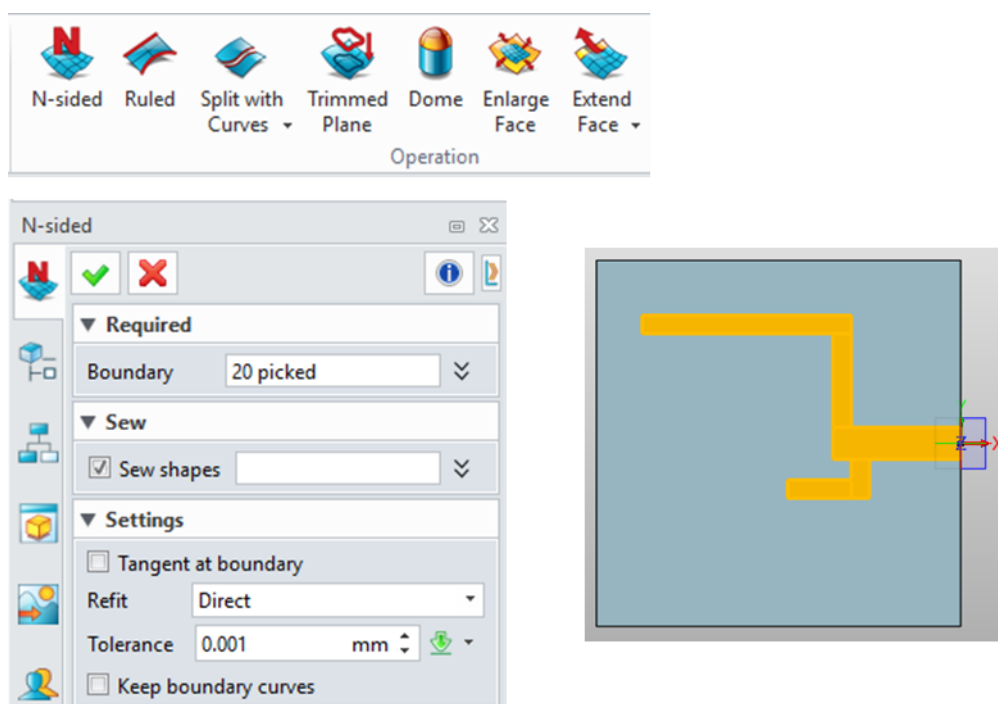 N-sided Ruled Split with Curves Trimmed Plane Dome Enlarge Face Extend Face
Operation
N-sided
Required
Boundary 20 picked
Sew
Sew shapes
Settings
Tangent at boundary
Refit Direct
Tolerance 0.001 mm
Keep boundary curves
Y
Z X